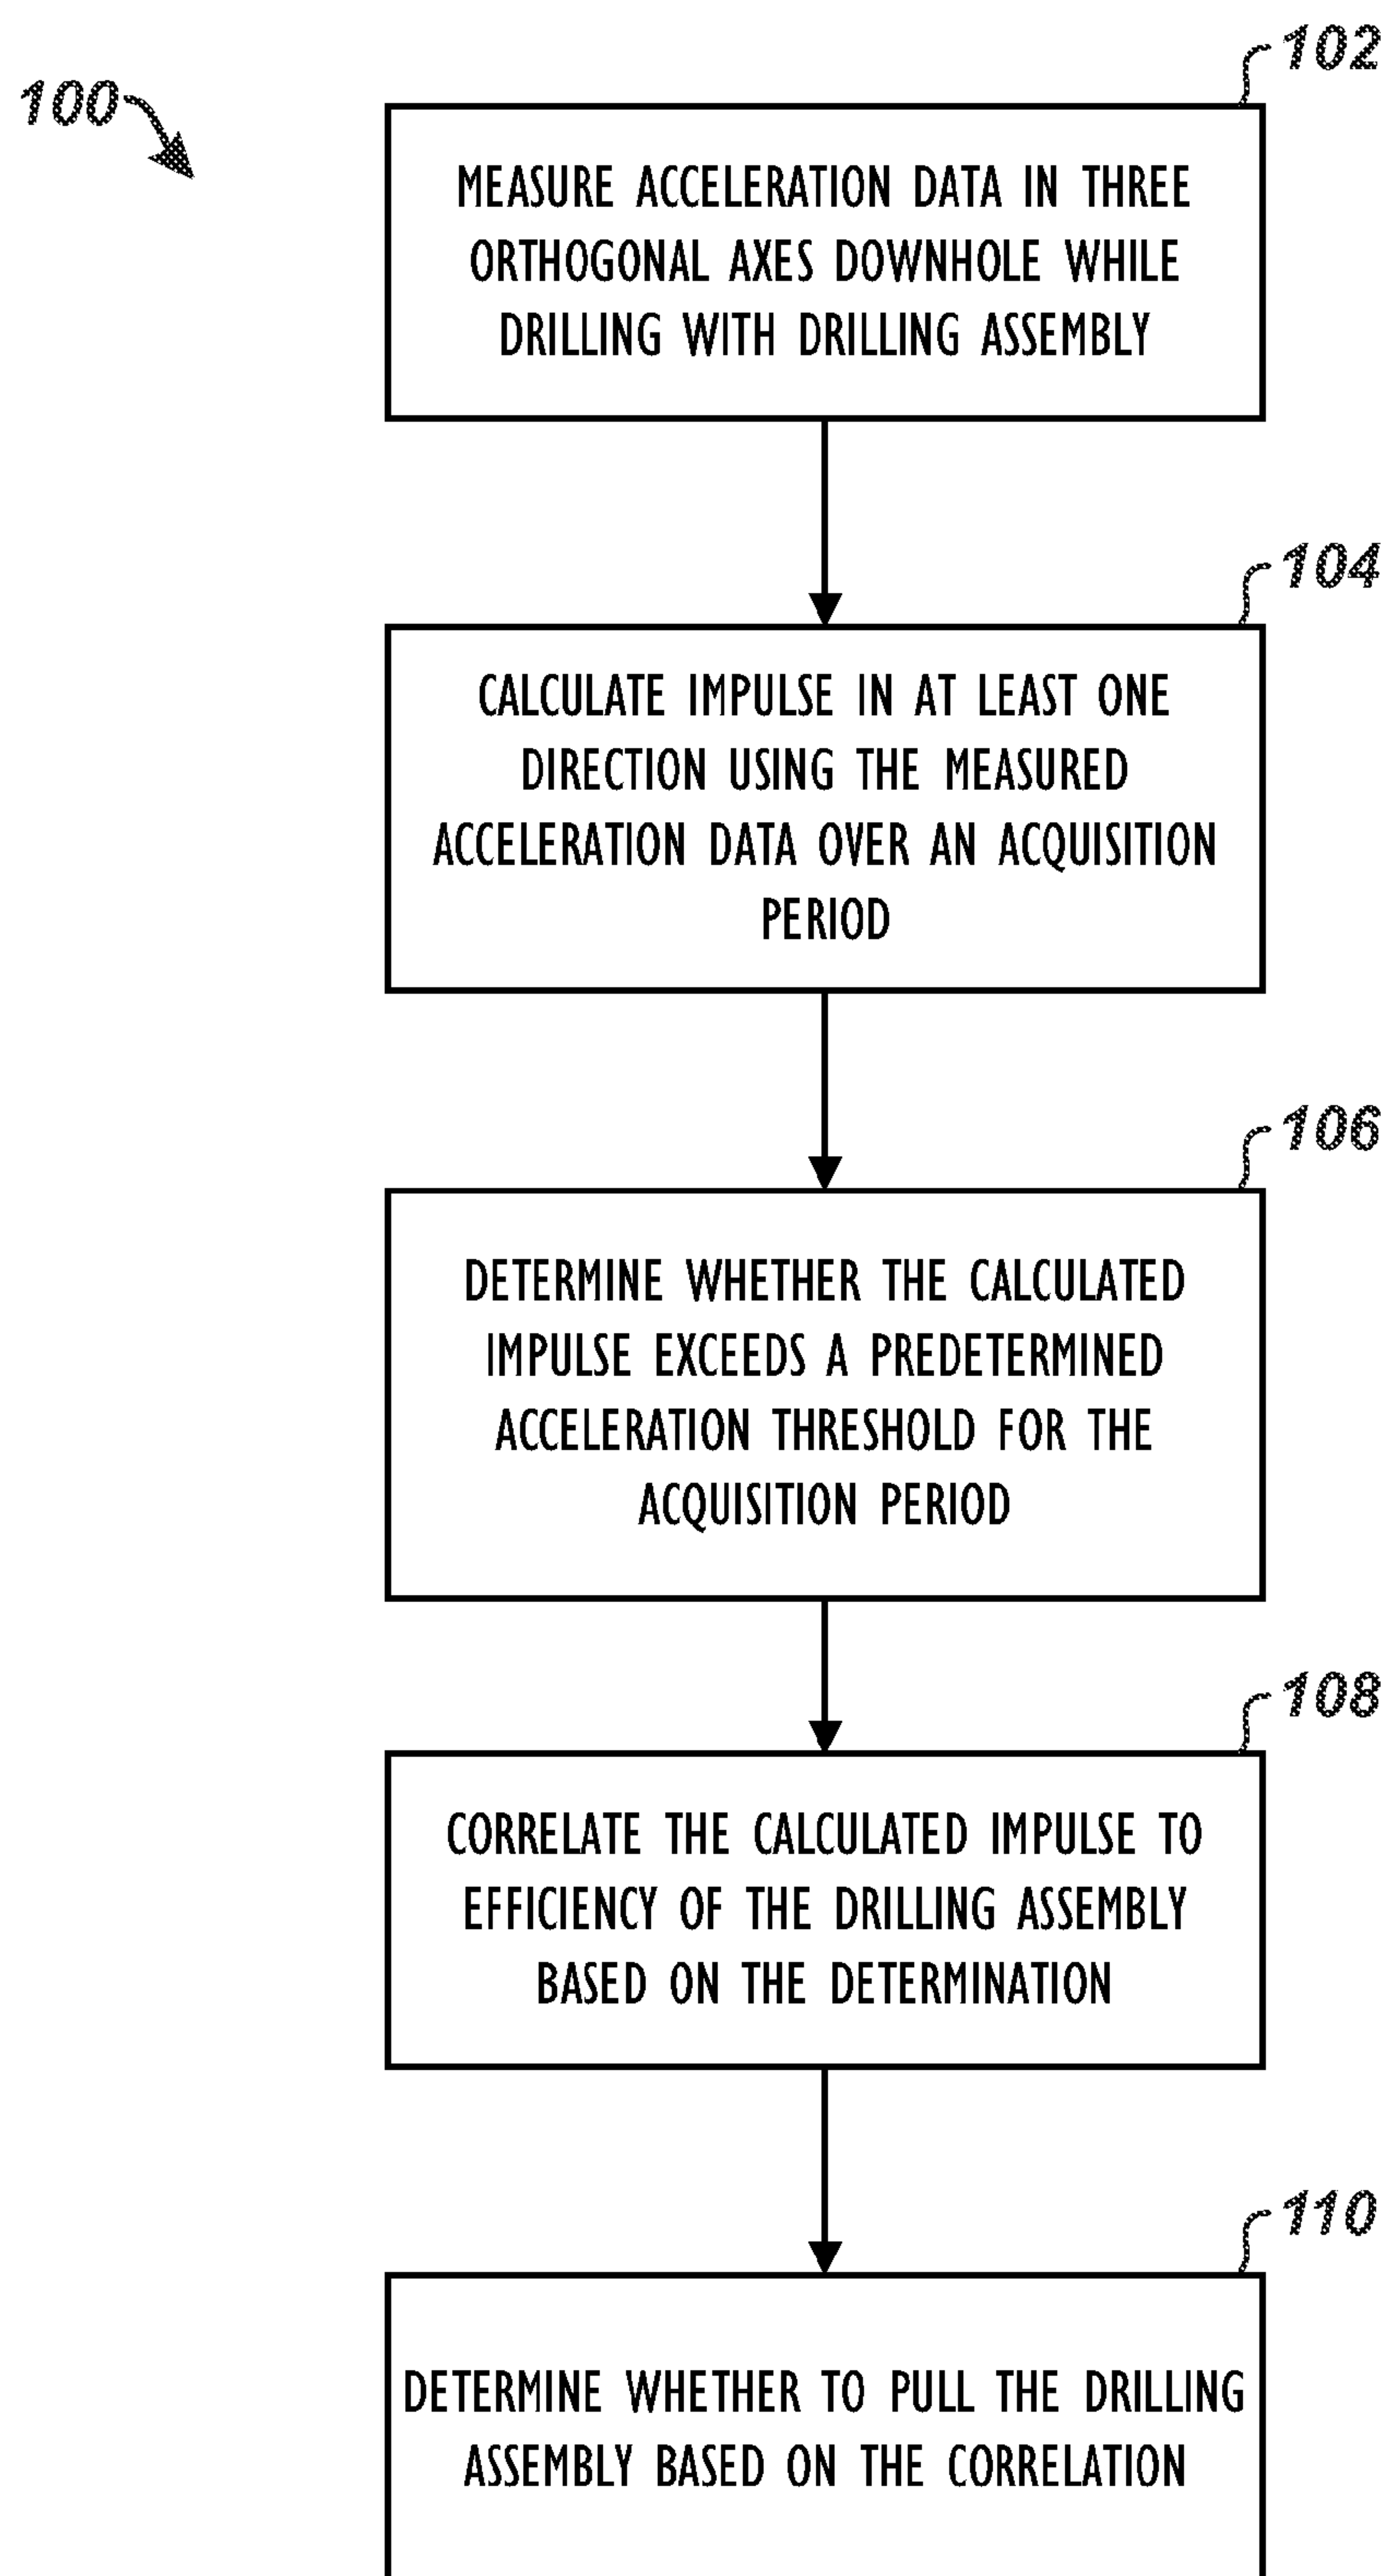 102
100
MEASURE ACCELERATION DATA IN THREE
ORTHOGONAL AXES DOWNHOLE WHILE
DRILLING WITH DRILLING ASSEMBLY
104
CALCULATE IMPULSE IN AT LEAST ONE
DIRECTION USING THE MEASURED
ACCELERATION DATA OVER AN ACQUISITION
PERIOD
106
DETERMINE WHETHER THE CALCULATED
IMPULSE EXCEEDS A PREDETERMINED
ACCELERATION THRESHOLD FOR THE
ACQUISITION PERIOD
108
CORRELATE THE CALCULATED IMPULSE TO
EFFICIENCY OF THE DRILLING ASSEMBLY
BASED ON THE DETERMINATION
110
DETERMINE WHETHER TO PULL THE DRILLING
ASSEMBLY BASED ON THE CORRELATION